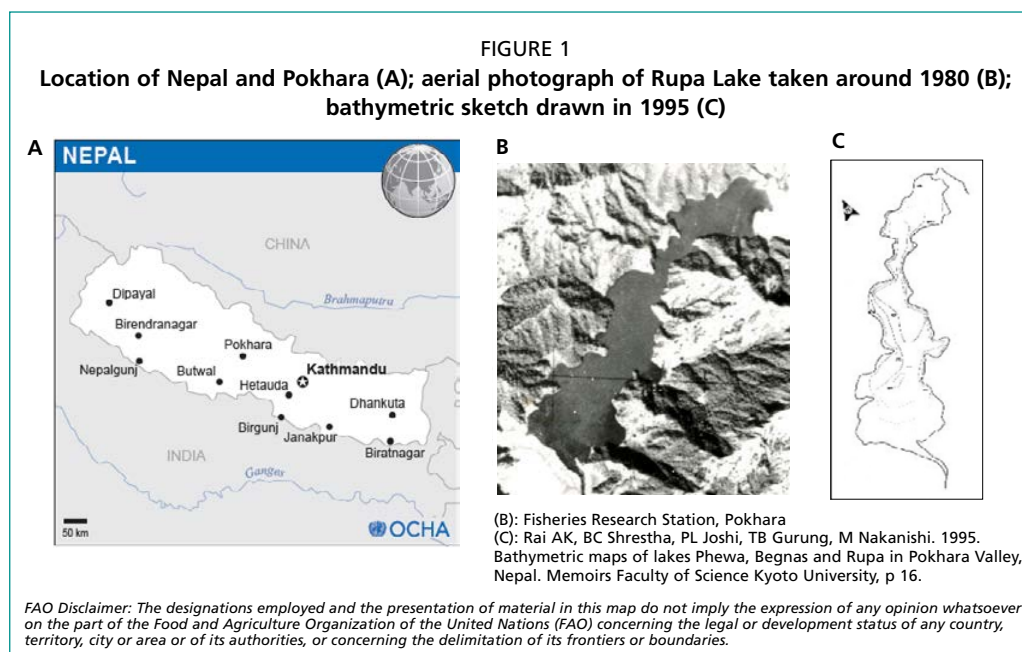 FIGURE 1
Location of Nepal and Pokhara (A); aerial photograph of Rupa Lake taken around 1980 (B);
bathymetric sketch drawn in 1995 (C)
A
NEPAL
CHINA
Brahmaputra
Dipayal
Birendranagar
Pokhara
Nepalgunj
Butwal
Kathmandu
Hetauda
Dhankuta
Birgunj
Janakpur
Biratnagar
INDIA
Ganges
50 km
OCHA
B
C
(B): Fisheries Research Station, Pokhara
(C): Rai AK, BC Shrestha, PL Joshi, TB Gurung, M Nakanishi. 1995.
Bathymetric maps of lakes Phewa, Begnas and Rupa in Pokhara Valley,
Nepal. Memoirs Faculty of Science Kyoto University, p 16.
FAO Disclaimer: The designations employed and the presentation of material in this map do not imply the expression of any opinion whatsoever
on the part of the Food and Agriculture Organization of the United Nations (FAO) concerning the legal or development status of any country,
territory, city or area or of its authorities, or concerning the delimitation of its frontiers or boundaries.